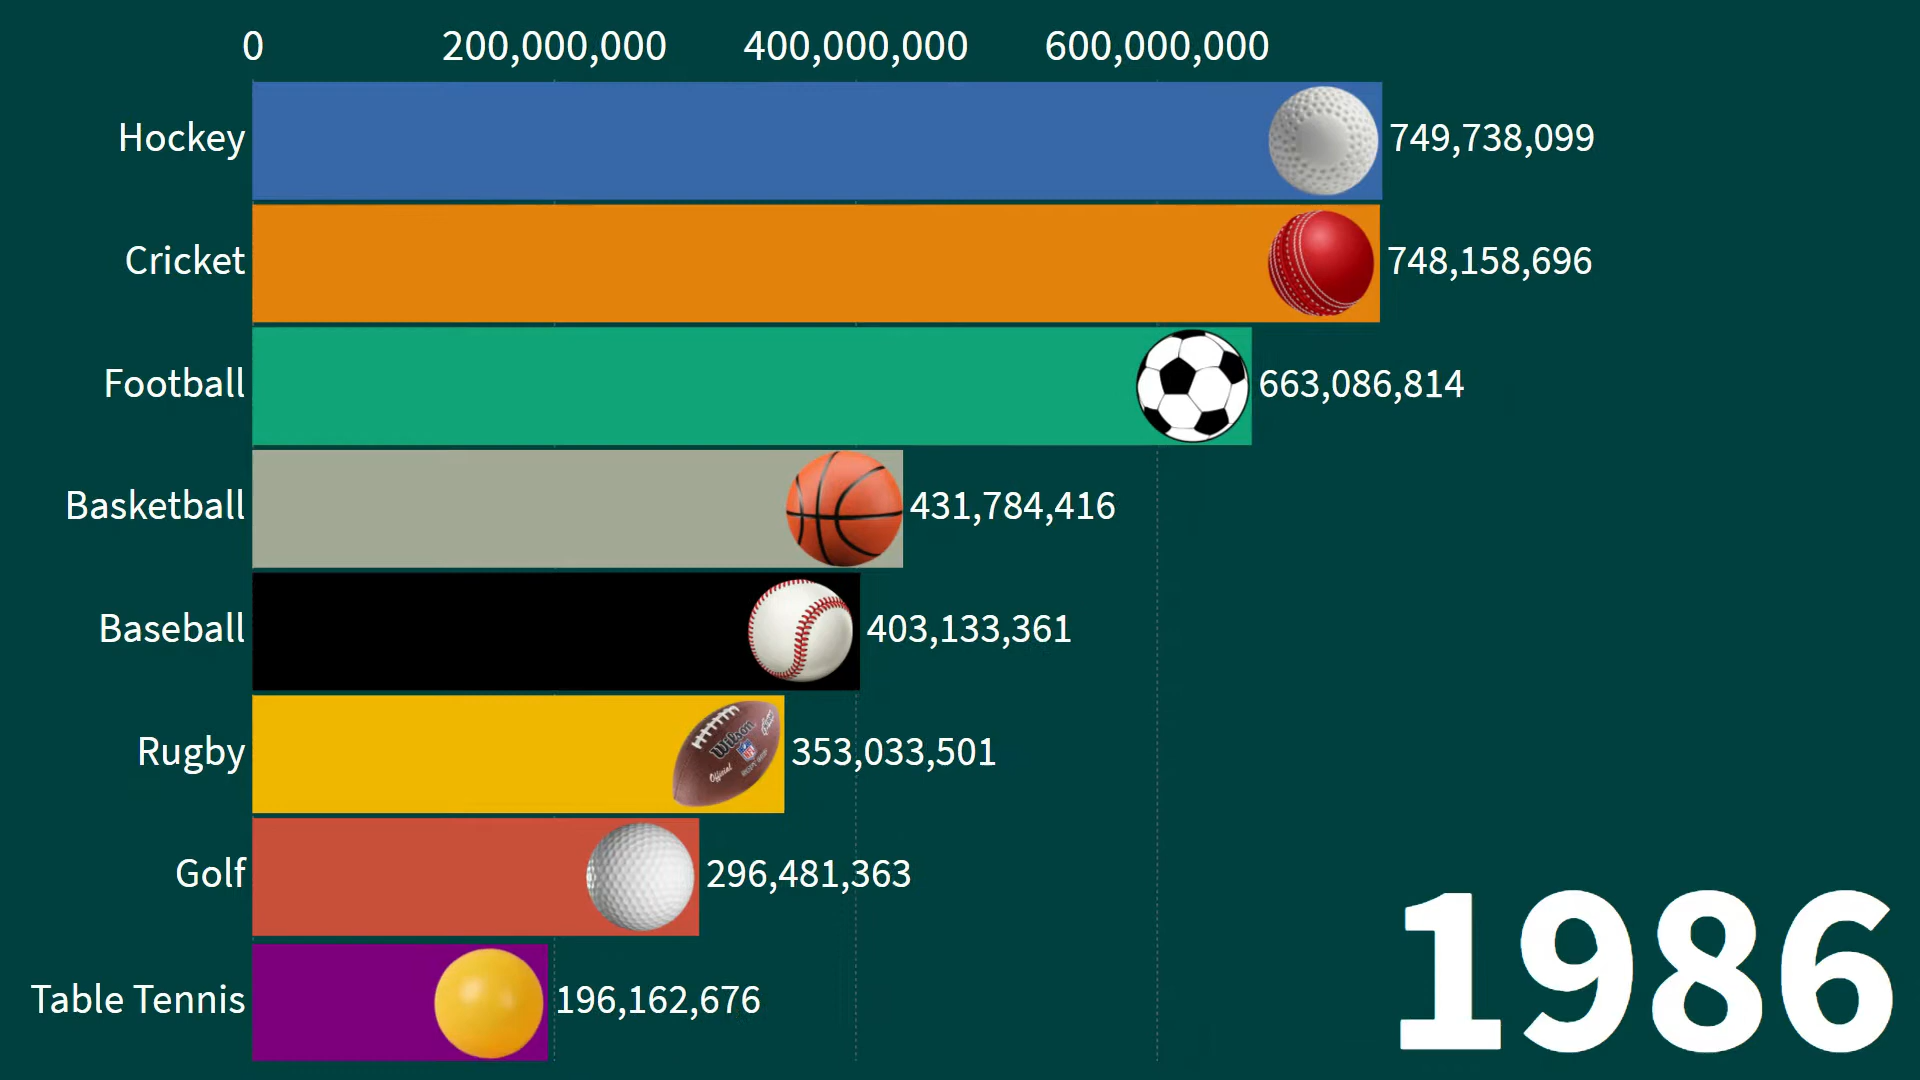 0 200,000,000 400,000,000 600,000,000
Hockey 749,738,099
Cricket 748,158,696
Football 663,086,814
Basketball 431,784,416
Baseball 403,133,361
Wilson
Official
Rugby 353,033,501
Golf 296,481,363
Table Tennis 196,162,676
1986